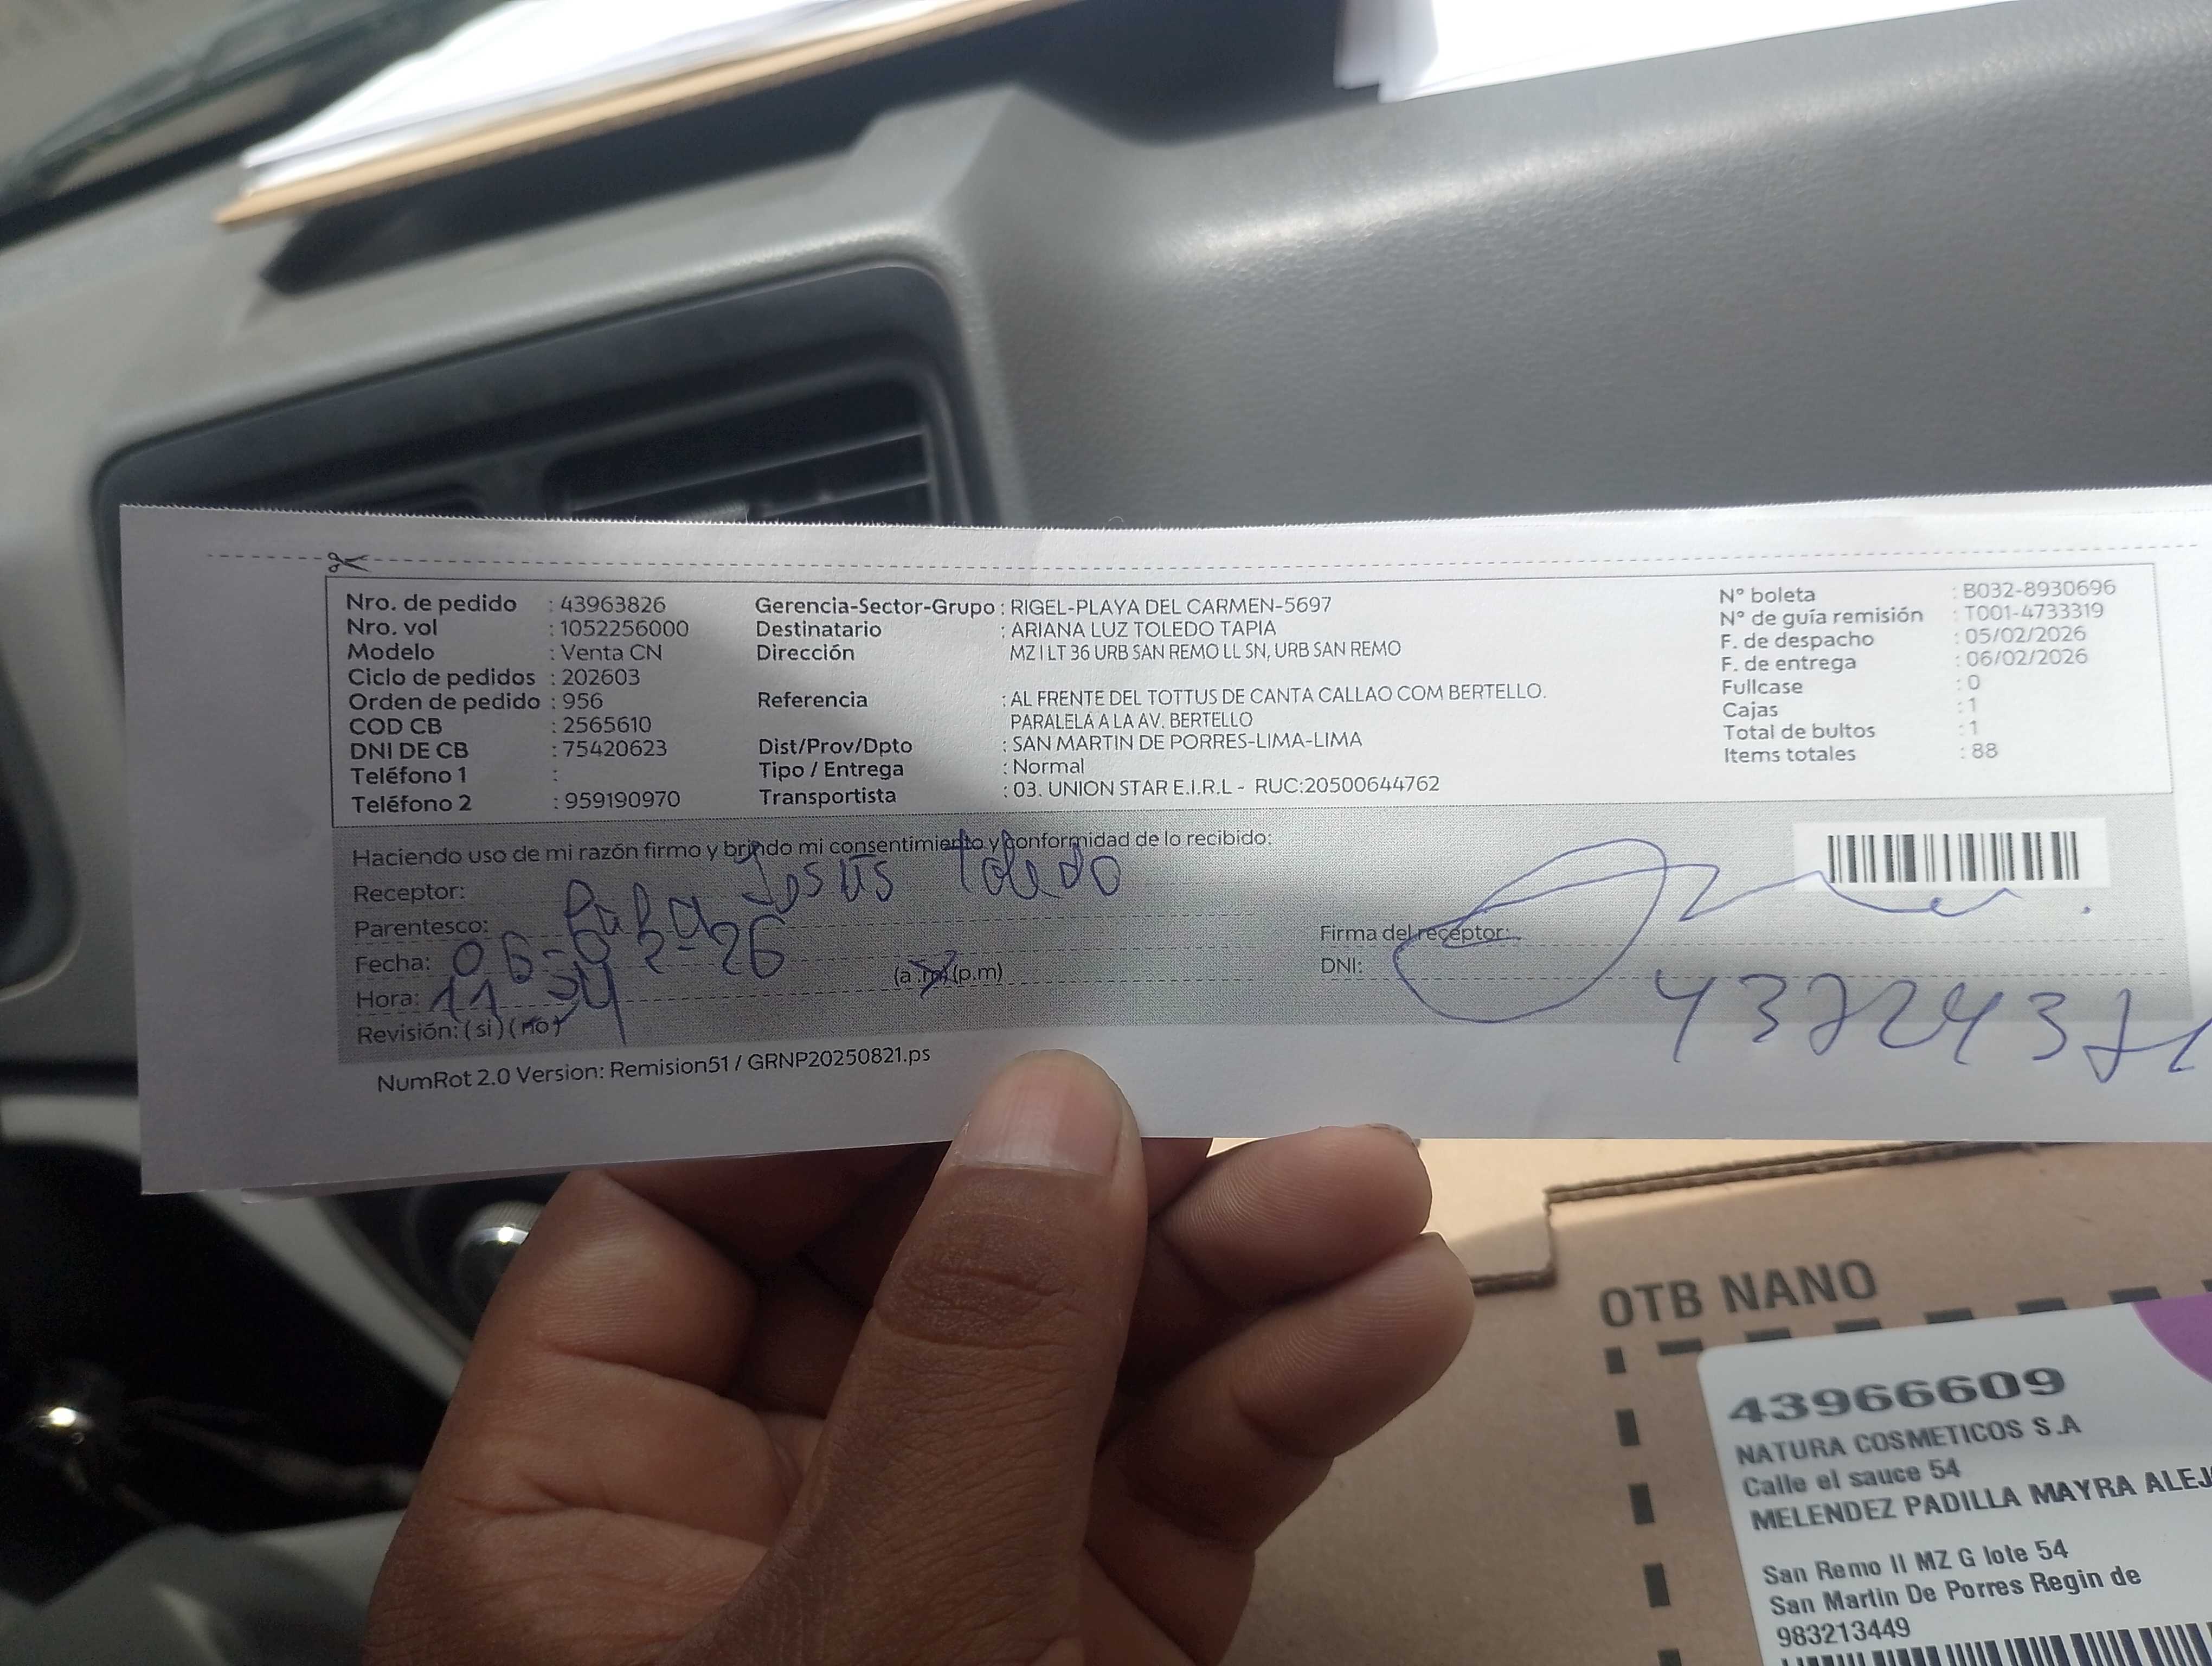 Nro. de pedido : 43963826
Nro. vol : 1052256000
Modelo : Venta CN
Ciclo de pedidos : 202603
Orden de pedido : 956
COD CB : 2565610
DNI DE CB : 75420623
Teléfono 1 :
Teléfono 2 : 959190970
Gerencia-Sector-Grupo : RIGEL-PLAYA DEL CARMEN-5697
Destinatario : ARIANA LUZ TOLEDO TAPIA
Dirección MZ I LT 36 URB SAN REMO LL SN, URB SAN REMO
Referencia : AL FRENTE DEL TOTTUS DE CANTA CALLAO COM BERTELLO.
PARALELA A LA AV. BERTELLO
Dist/Prov/Dpto : SAN MARTIN DE PORRES-LIMA-LIMA
Tipo / Entrega : Normal
Transportista : 03. UNION STAR E.I.R.L - RUC:20500644762
N° boleta : B032-8930696
N° de guía remisión : T001-4733319
F. de despacho : 05/02/2026
F. de entrega : 06/02/2026
Fullcase : 0
Cajas : 1
Total de bultos : 1
Items totales : 88
Haciendo uso de mi razón firmo y brindo mi consentimiento y conformidad de lo recibido:
Receptor: Jesus Toledo
Parentesco: Papa
Fecha: 06-02-26
Hora: 11 34 (a.m) (p.m)
Revisión: (si) (no)
Firma del receptor:
DNI:
NumRot 2.0 Version: Remision51 / GRNP20250821.ps
OTB NANO
43966609
NATURA COSMETICOS S.A
Calle el sauce 54
MELENDEZ PADILLA MAYRA ALEJ
San Remo II MZ G lote 54
San Martin De Porres Regin de
983213449